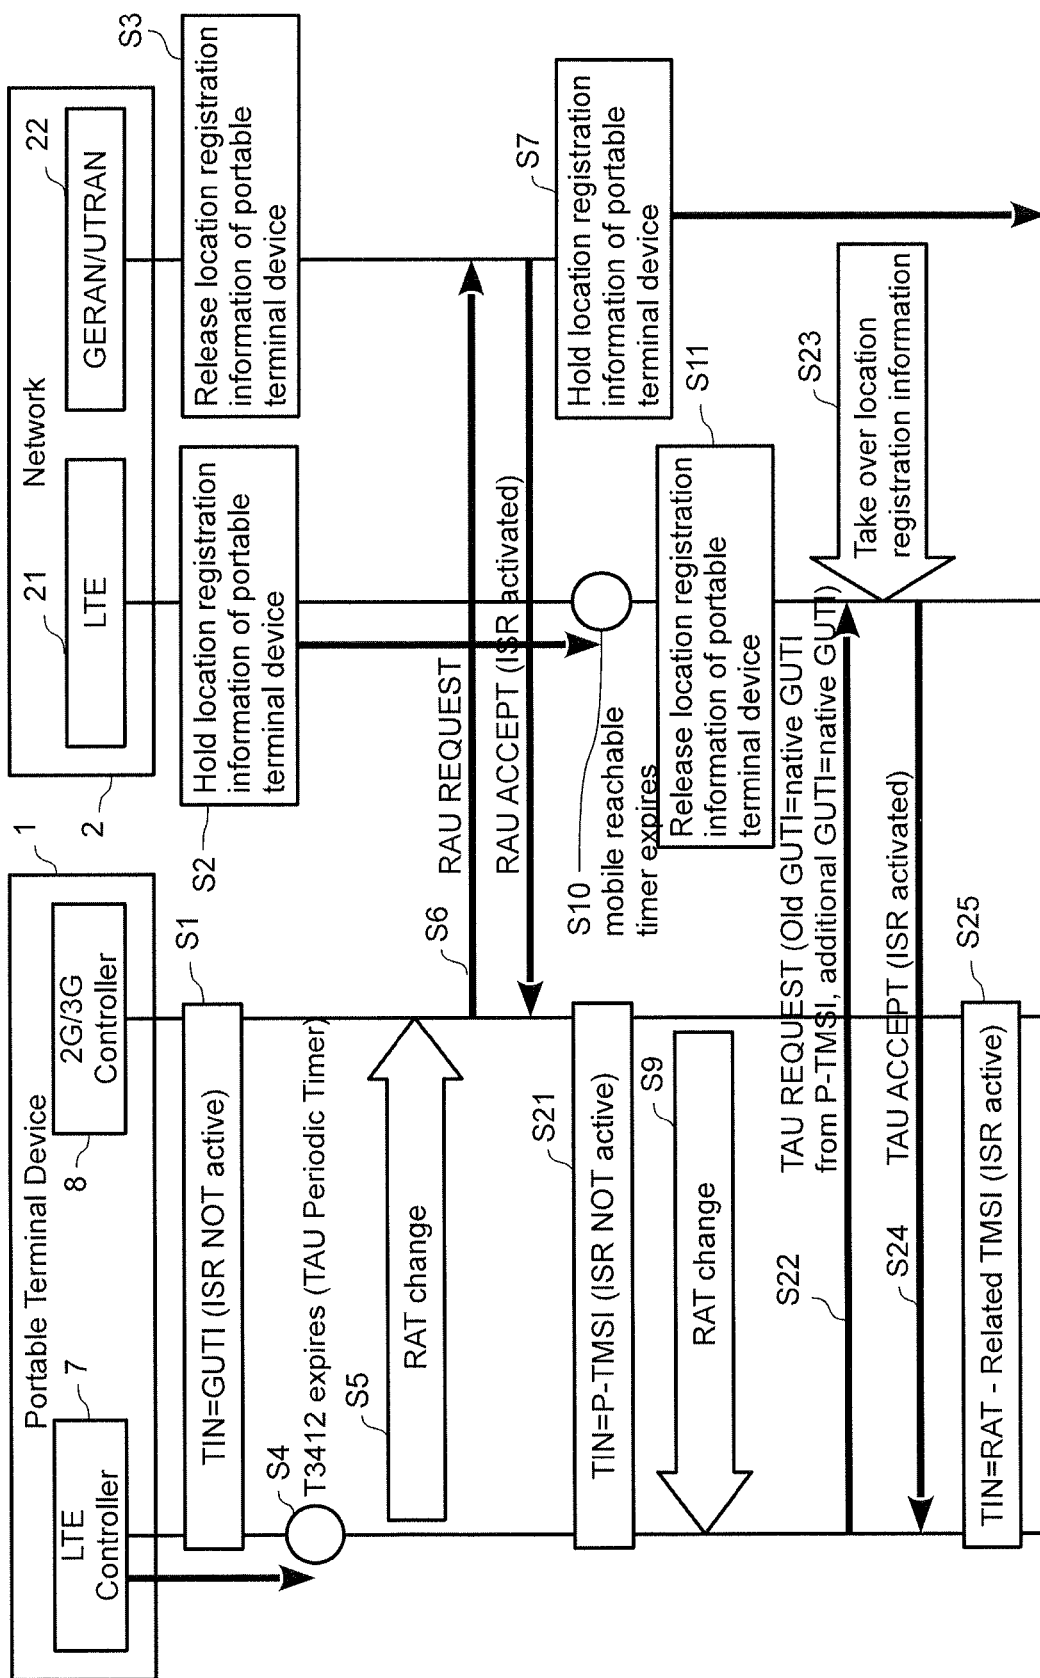 Portable Terminal Device
1
Network
2
LTE
Controller
7
2G/3G
Controller
8
LTE
21
GERAN/UTRAN
22
TIN=GUTI (ISR NOT active)
S1
Hold location registration
information of portable
terminal device
S2
Release location registration
information of portable
terminal device
S3
S4
T3412 expires (TAU Periodic Timer)
S5
RAT change
S6
RAU REQUEST
RAU ACCEPT (ISR activated)
S7
Hold location registration
information of portable
terminal device
TIN=P-TMSI (ISR NOT active)
S21
S10
mobile reachable
timer expires
S9
RAT change
Release location registration
information of portable
terminal device
S11
S22
TAU REQUEST (Old GUTI=native GUTI
from P-TMSI, additional GUTI=native GUTI)
S23
Take over location
registration information
S24
TAU ACCEPT (ISR activated)
TIN=RAT - Related TMSI (ISR active)
S25